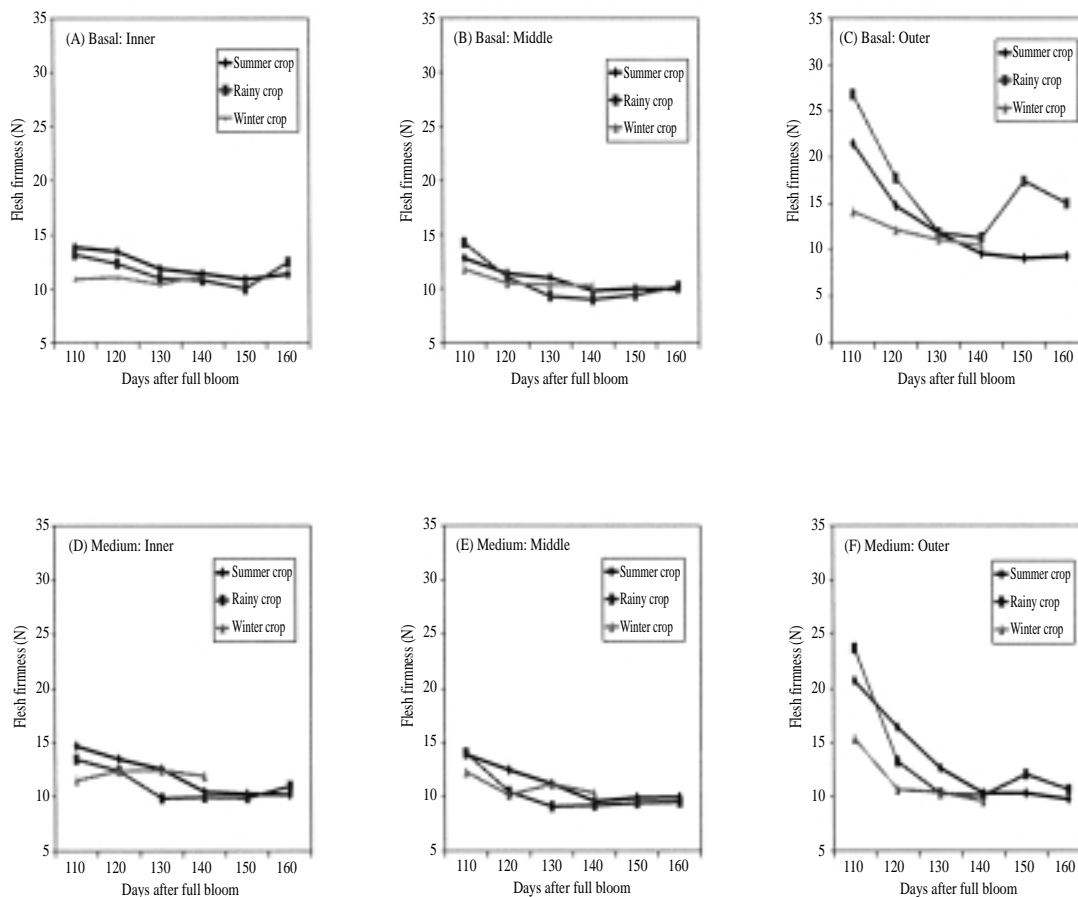 (A) Basal: Inner
Flesh firmness (N)
35
30
25
20
15
10
5
Summer crop
Rainy crop
Winter crop
110 120 130 140 150 160
Days after full bloom
(B) Basal: Middle
Flesh firmness (N)
35
30
25
20
15
10
5
Summer crop
Rainy crop
Winter crop
110 120 130 140 150 160
Days after full bloom
(C) Basal: Outer
Flesh firmness (N)
35
30
25
20
15
10
5
0
Summer crop
Rainy crop
Winter crop
110 120 130 140 150 160
Days after full bloom
(D) Medium: Inner
Flesh firmness (N)
35
30
25
20
15
10
5
Summer crop
Rainy crop
Winter crop
110 120 130 140 150 160
Days after full bloom
(E) Medium: Middle
Flesh firmness (N)
35
30
25
20
15
10
5
Summer crop
Rainy crop
Winter crop
110 120 130 140 150 160
Days after full bloom
(F) Medium: Outer
Flesh firmness (N)
35
30
25
20
15
10
5
Summer crop
Rainy crop
Winter crop
110 120 130 140 150 160
Days after full bloom